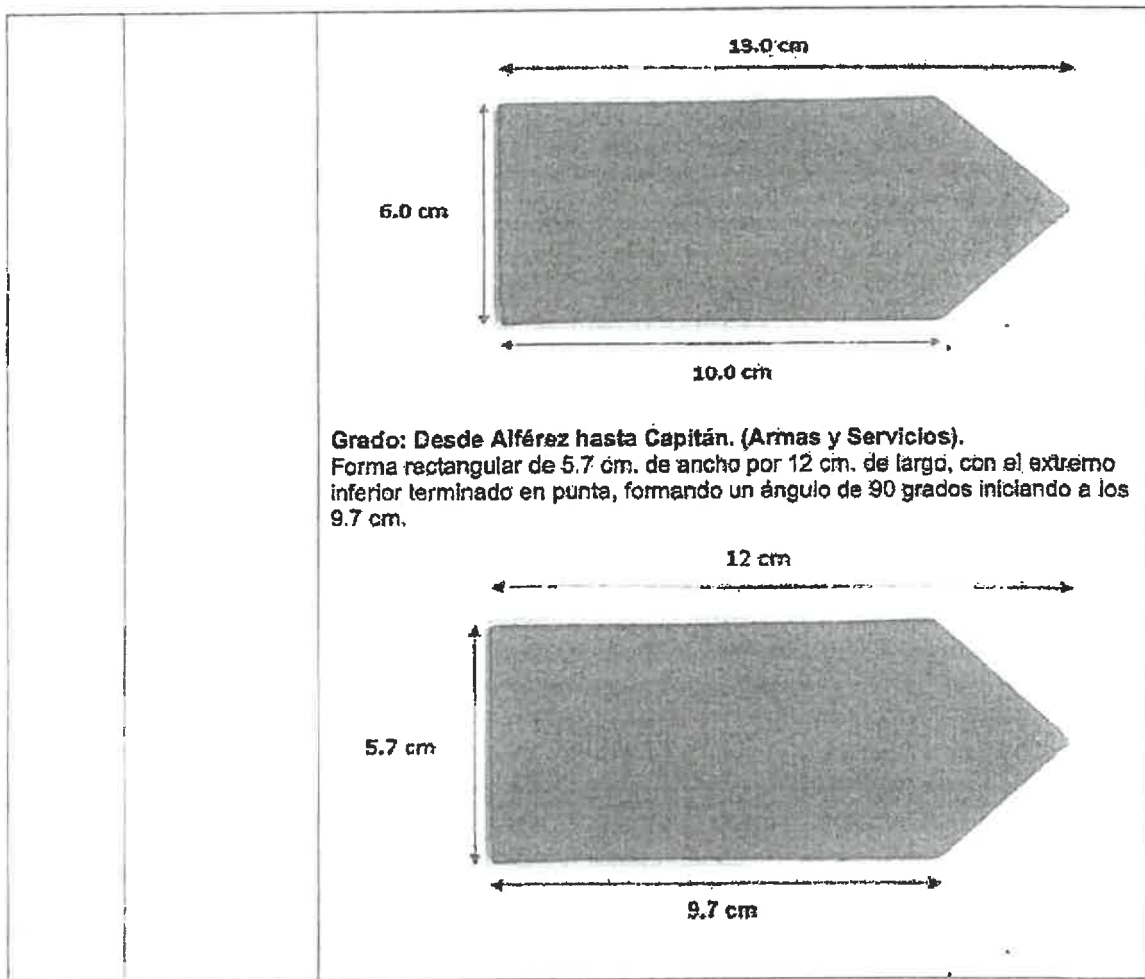 13.0 cm
6.0 cm
10.0 cm
Grado: Desde Alférez hasta Capitán. (Armas y Servicios).
Forma rectangular de 5.7 cm. de ancho por 12 cm. de largo, con el extremo
inferior terminado en punta, formando un ángulo de 90 grados iniciando a los
9.7 cm.
12 cm
5.7 cm
9.7 cm